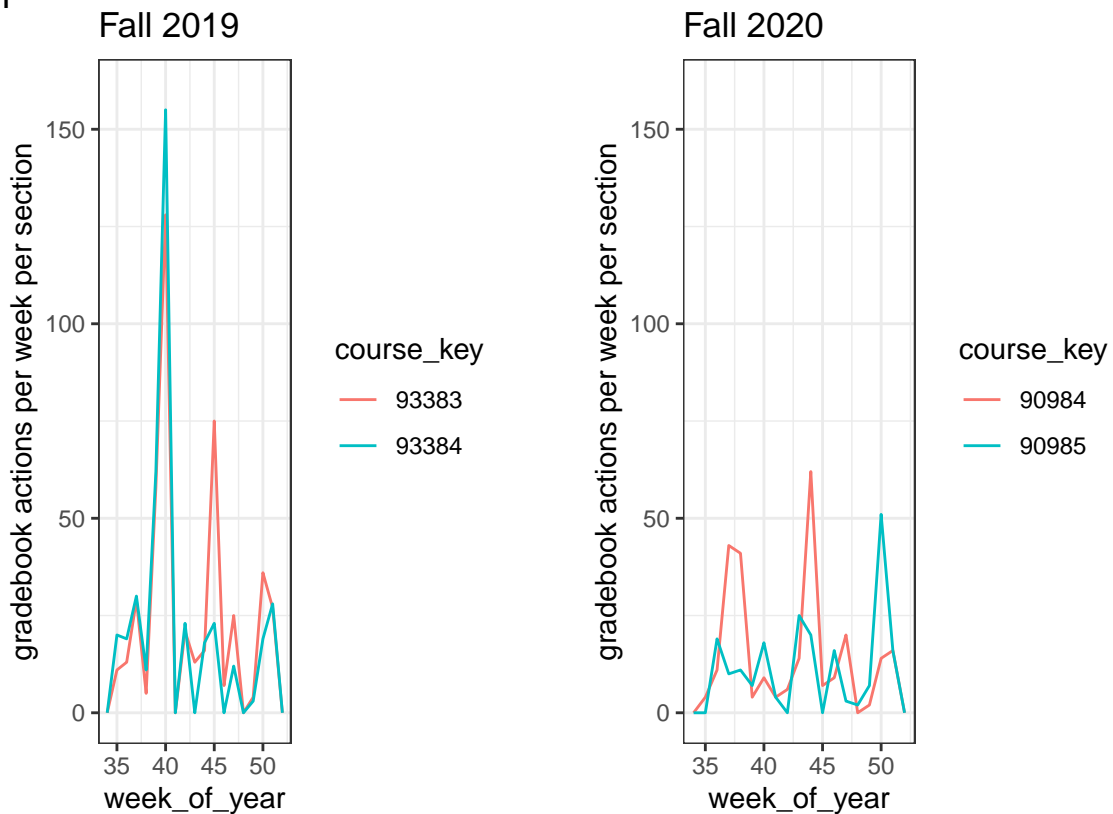 Fall 2019
gradebook actions per week per section
150
100
50
0
35 40 45 50
week_of_year
course_key
93383
93384
Fall 2020
gradebook actions per week per section
150
100
50
0
35 40 45 50
week_of_year
course_key
90984
90985